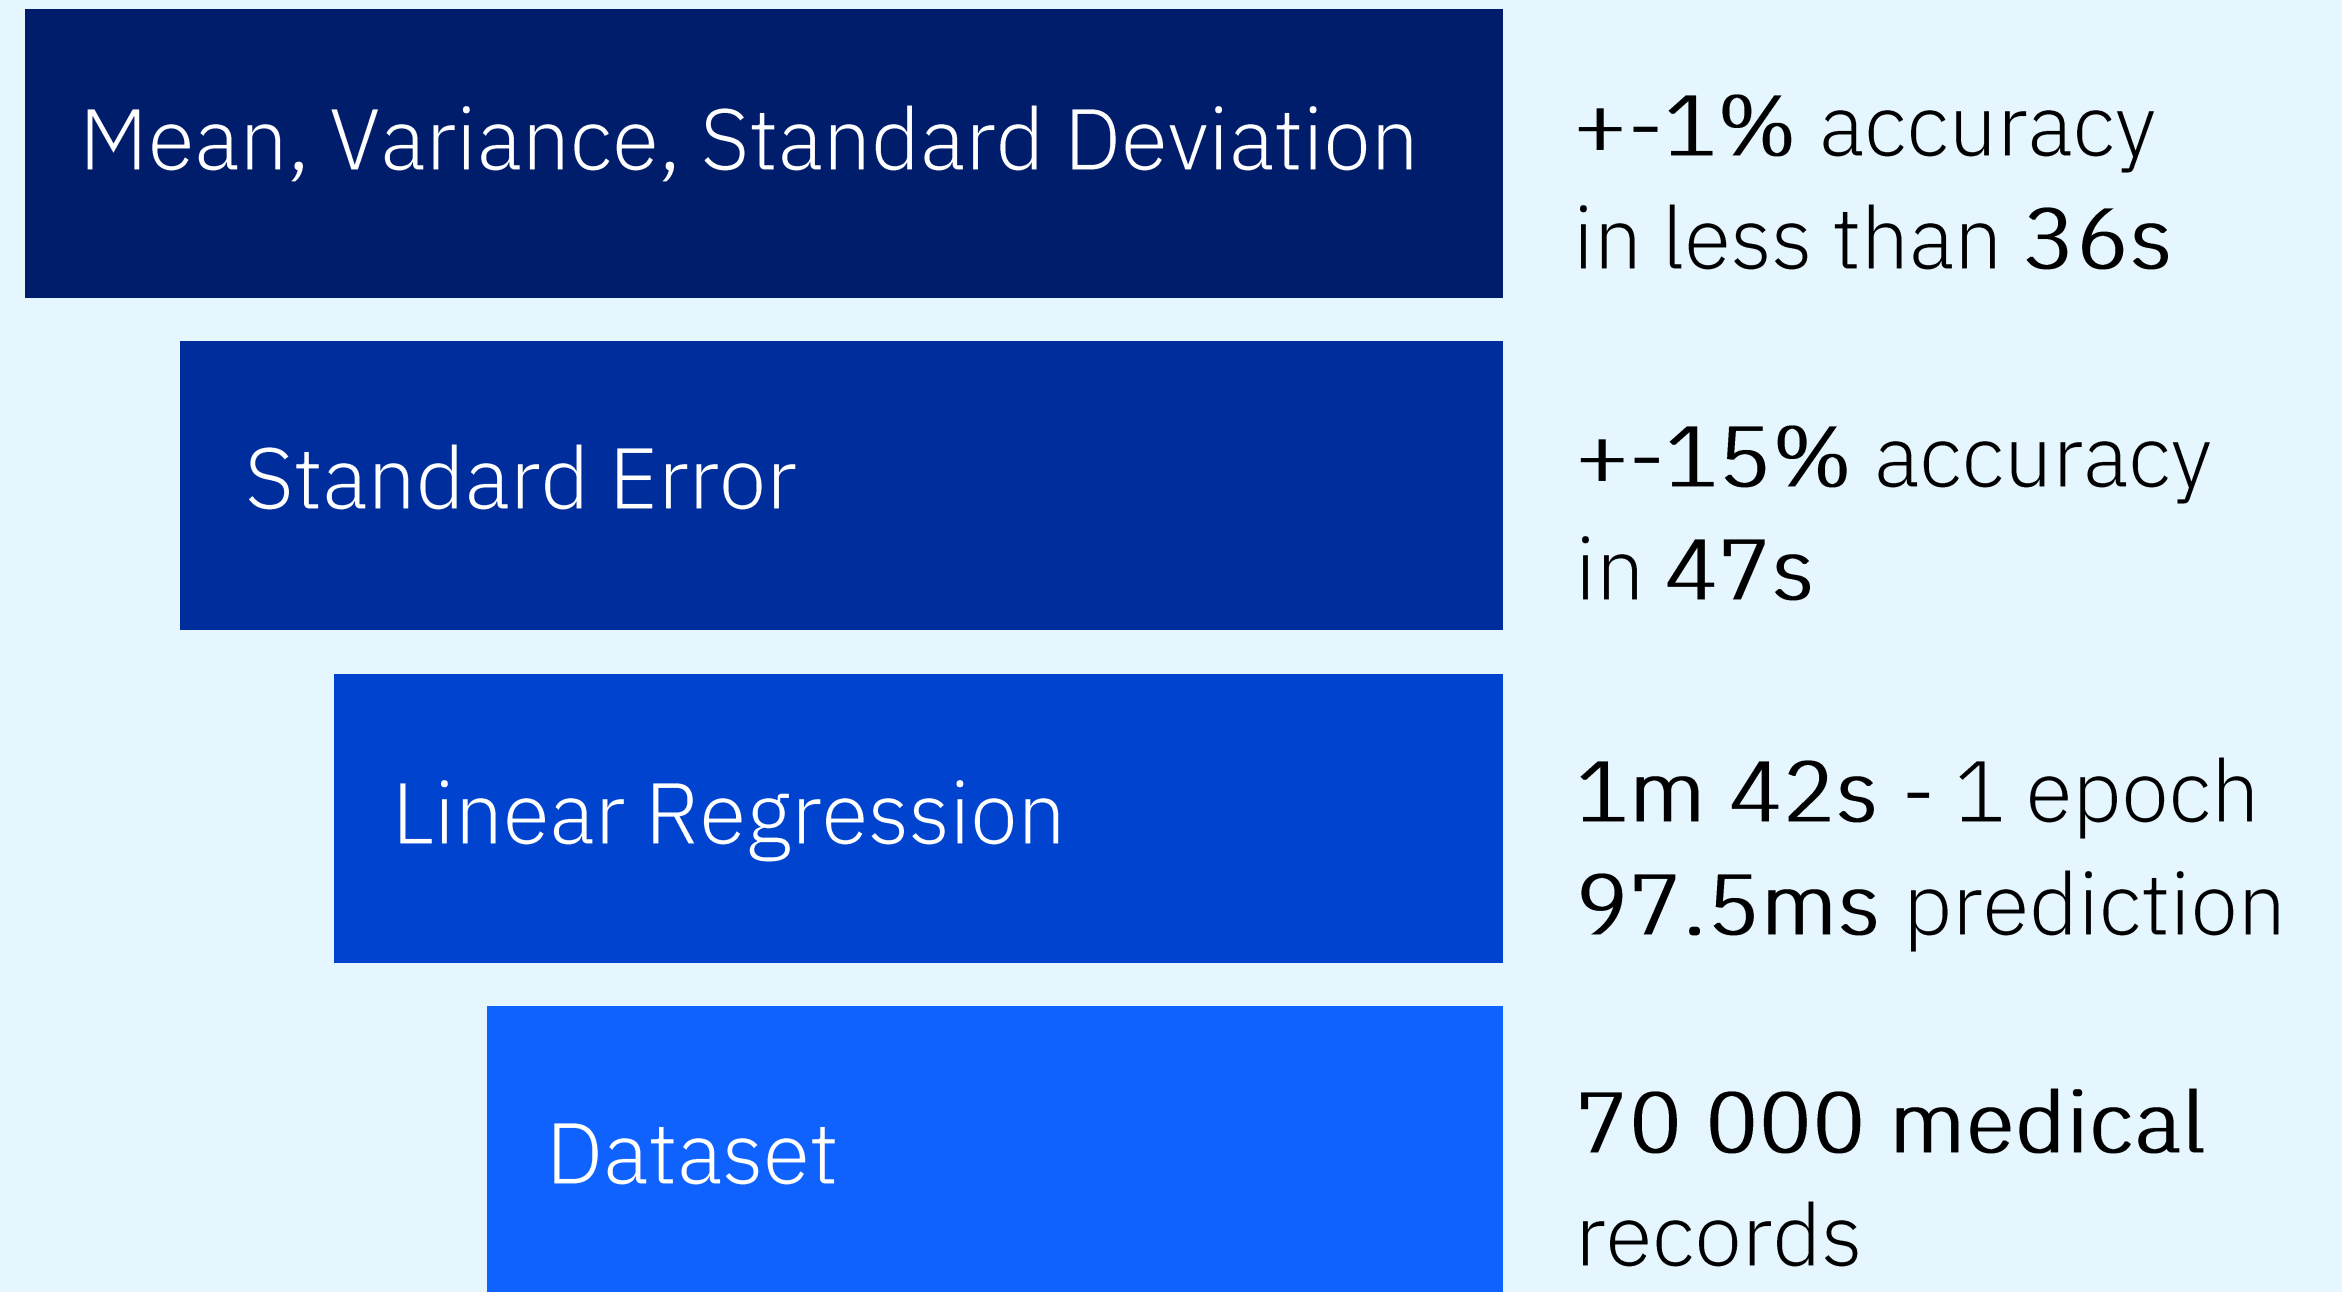 Mean, Variance, Standard Deviation
+-1% accuracy
in less than 36s
Standard Error
+-15% accuracy
in 47s
Linear Regression
1m 42s - 1 epoch
97.5ms prediction
Dataset
70 000 medical
records